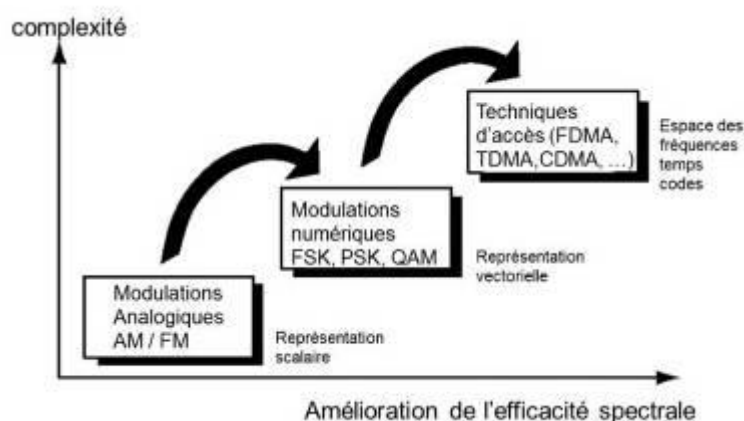 complexité
Techniques
d'accès (FDMA,
TDMA,CDMA, ...)
Espace des
fréquences
temps
codes
Modulations
numériques
FSK, PSK, QAM
Représentation
vectorielle
Modulations
Analogiques
AM / FM
Représentation
scalaire
Amélioration de l'efficacité spectrale